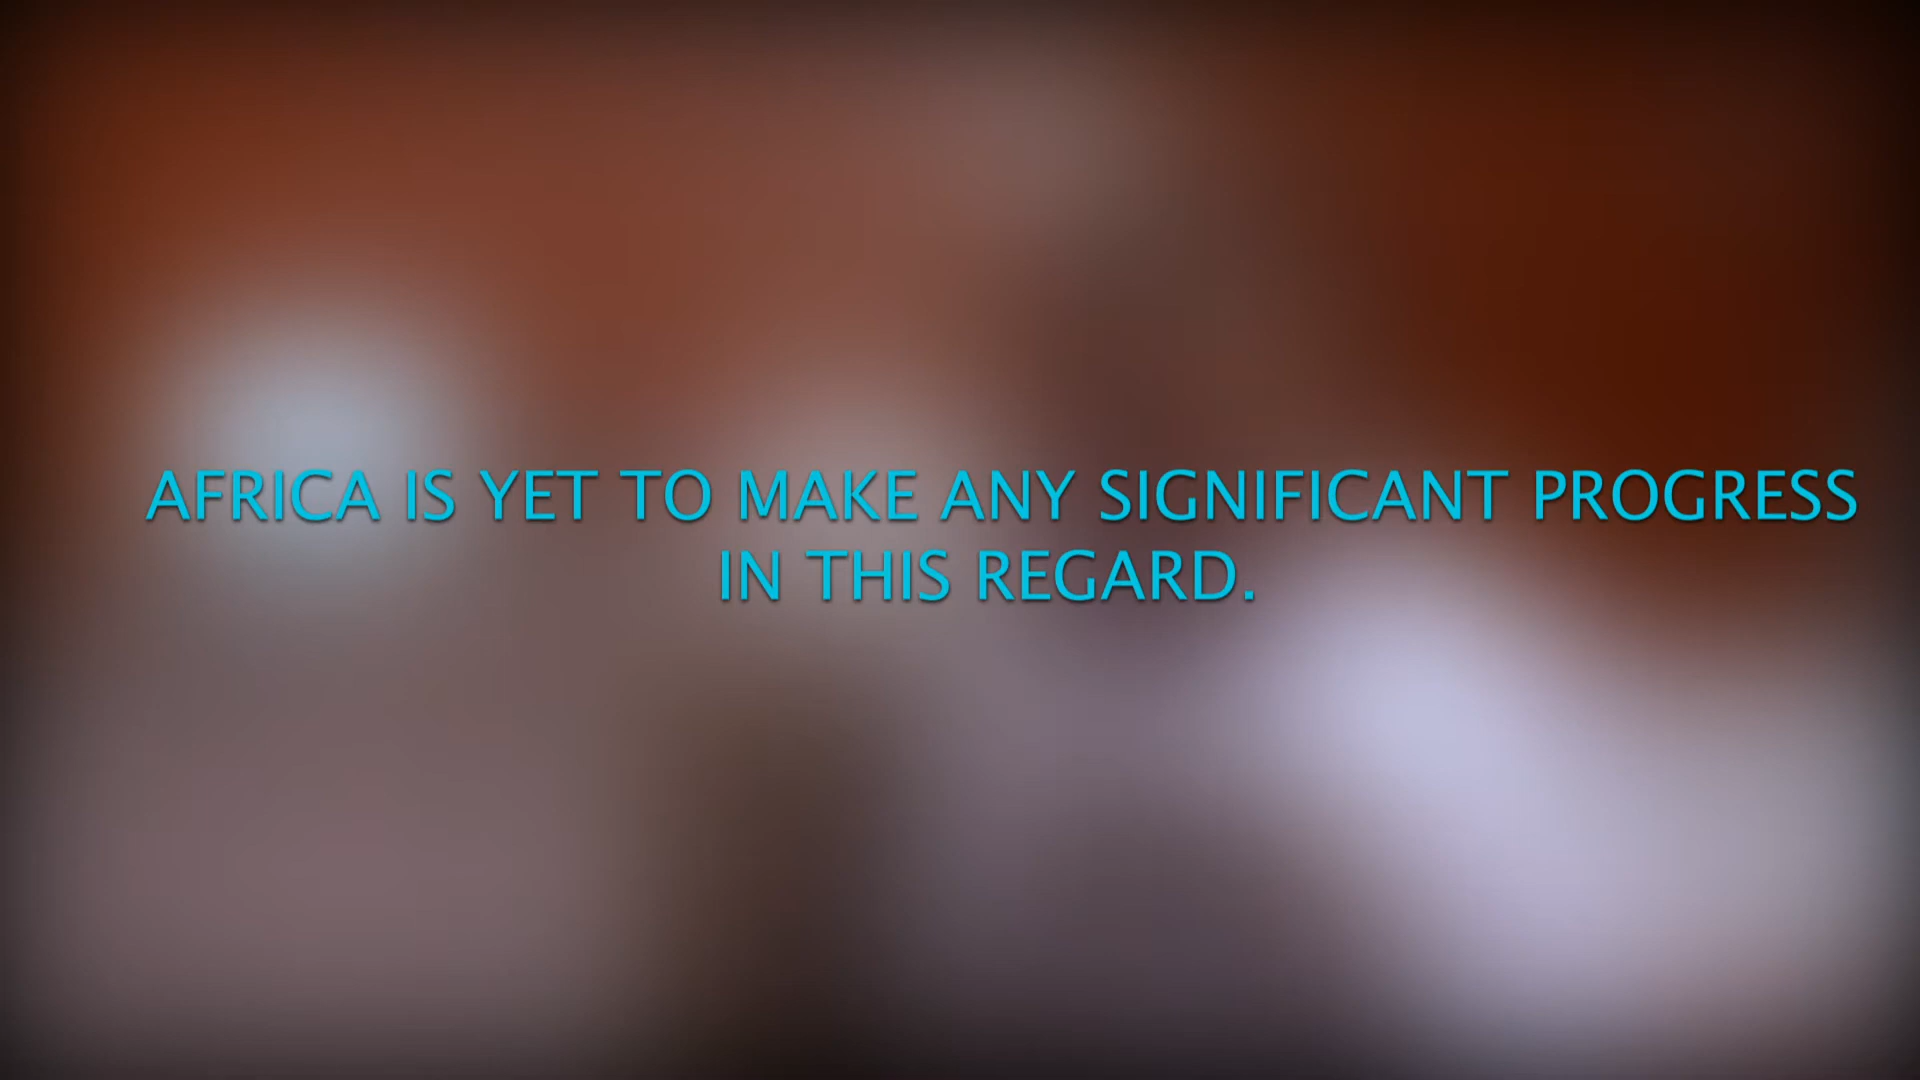 AFRICA IS YET TO MAKE ANY SIGNIFICANT PROGRESS
IN THIS REGARD.